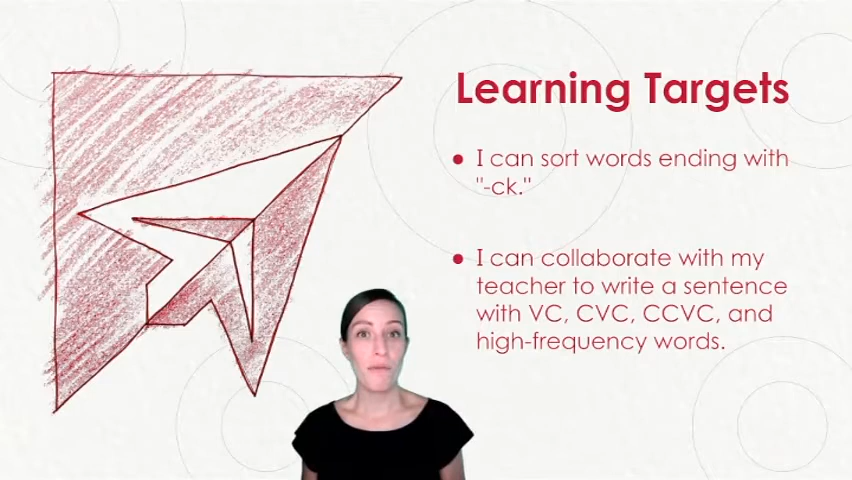 Learning Targets
● I can sort words ending with
"-ck."
● I can collaborate with my
teacher to write a sentence
with VC, CVC, CCVC, and
high-frequency words.